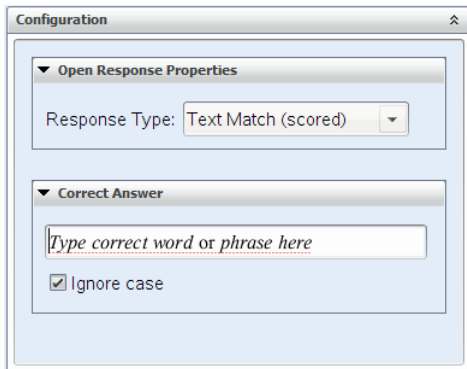 Configuration
Open Response Properties
Response Type: Text Match (scored)
Correct Answer
Type correct word or phrase here
Ignore case